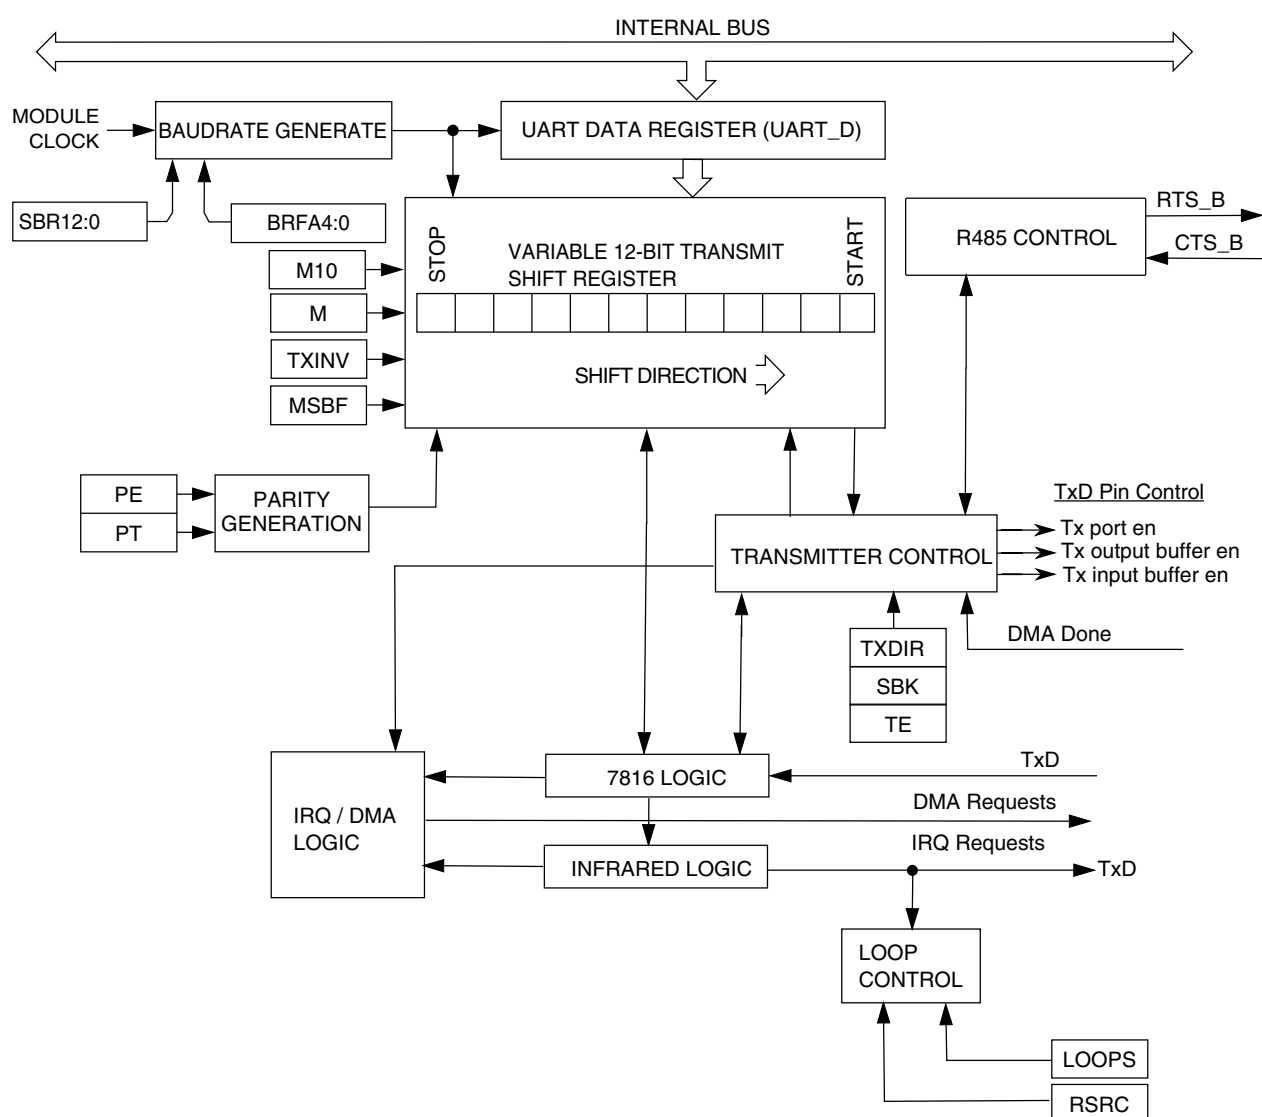 INTERNAL BUS
MODULE
CLOCK
BAUDRATE GENERATE
UART DATA REGISTER (UART_D)
SBR12:0
BRFA4:0
RTS_B
R485 CONTROL
CTS_B
STOP
VARIABLE 12-BIT TRANSMIT
SHIFT REGISTER
START
M10
M
TXINV
SHIFT DIRECTION
MSBF
PE
PT
PARITY
GENERATION
TxD Pin Control
Tx port en
Tx output buffer en
Tx input buffer en
TRANSMITTER CONTROL
DMA Done
TXDIR
SBK
TE
TxD
7816 LOGIC
DMA Requests
IRQ / DMA
LOGIC
IRQ Requests
INFRARED LOGIC
TxD
LOOP
CONTROL
LOOPS
RSRC